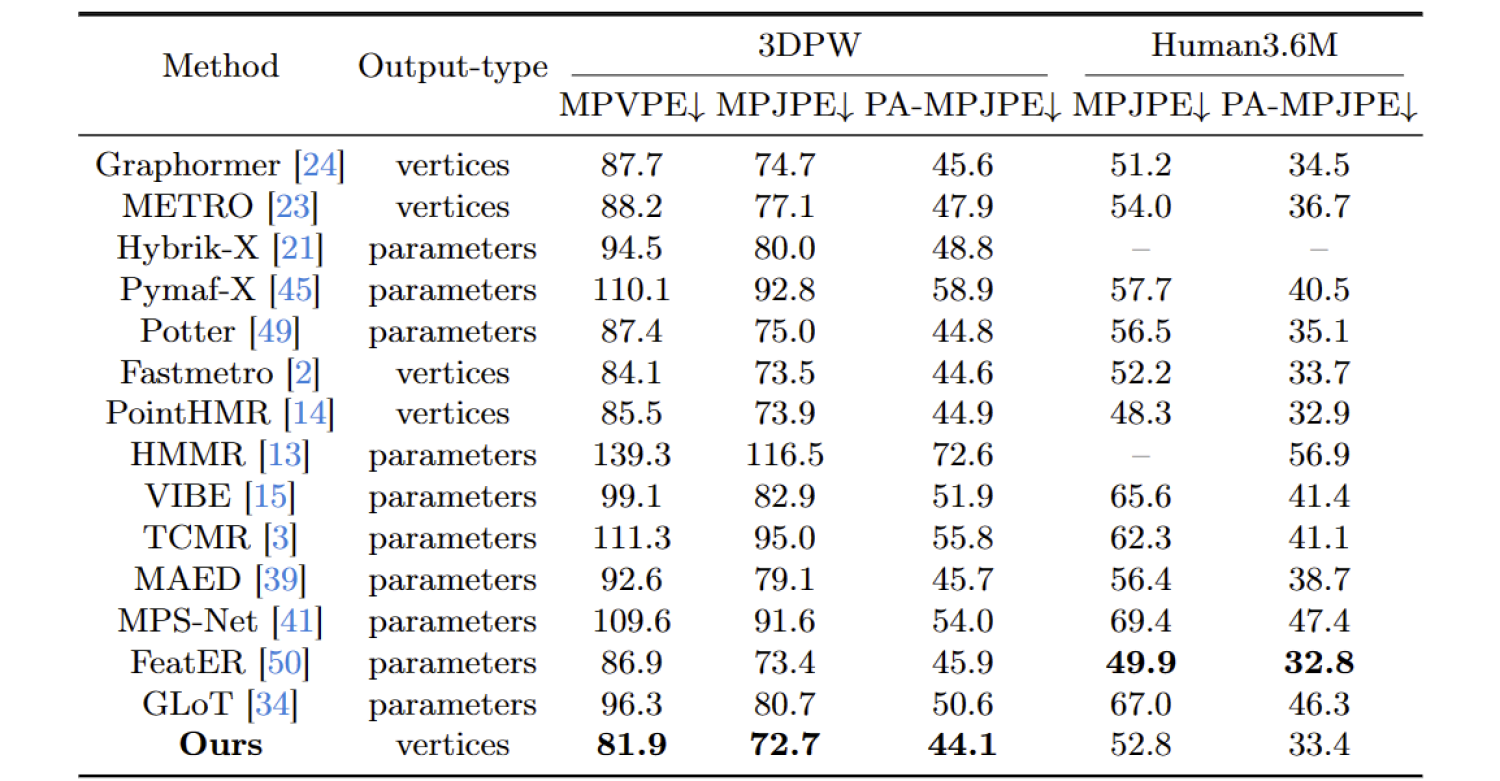 Method Output-type 3DPW Human3.6M
MPVPE↓ MPJPE↓ PA-MPJPE↓ MPJPE↓ PA-MPJPE↓
Graphormer [24] vertices 87.7 74.7 45.6 51.2 34.5
METRO [23] vertices 88.2 77.1 47.9 54.0 36.7
Hybrik-X [21] parameters 94.5 80.0 48.8 – –
Pymaf-X [45] parameters 110.1 92.8 58.9 57.7 40.5
Potter [49] parameters 87.4 75.0 44.8 56.5 35.1
Fastmetro [2] vertices 84.1 73.5 44.6 52.2 33.7
PointHMR [14] vertices 85.5 73.9 44.9 48.3 32.9
HMMR [13] parameters 139.3 116.5 72.6 – 56.9
VIBE [15] parameters 99.1 82.9 51.9 65.6 41.4
TCMR [3] parameters 111.3 95.0 55.8 62.3 41.1
MAED [39] parameters 92.6 79.1 45.7 56.4 38.7
MPS-Net [41] parameters 109.6 91.6 54.0 69.4 47.4
FeatER [50] parameters 86.9 73.4 45.9 49.9 32.8
GLoT [34] parameters 96.3 80.7 50.6 67.0 46.3
Ours vertices 81.9 72.7 44.1 52.8 33.4